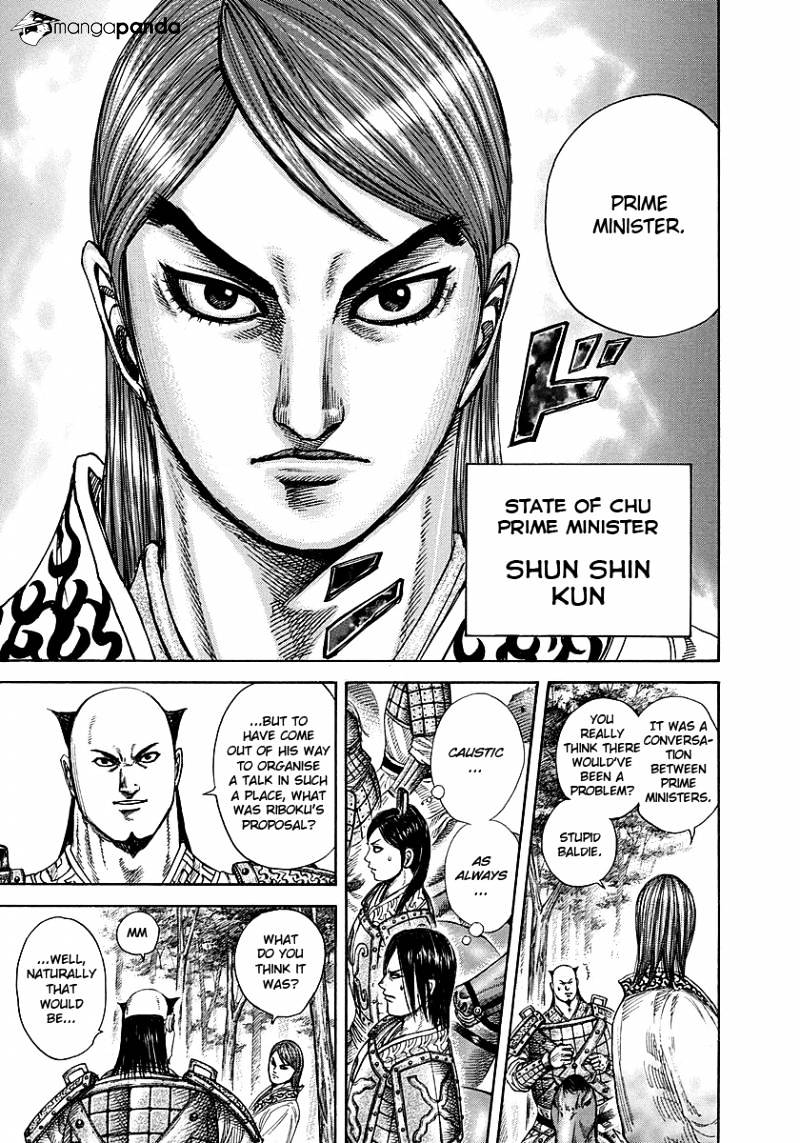 mangapanda
PRIME
MINISTER.
ド
STATE OF CHU
PRIME MINISTER
SHUN SHIN
KUN
IT WAS A
CONVERSA-
TION
BETWEEN
PRIME
MINISTERS.
YOU
REALLY
THINK THERE
WOULD'VE
BEEN A
PROBLEM?
STUPID
BALDIE.
CAUSTIC
...
AS
ALWAYS
...
...BUT TO
HAVE COME
OUT OF HIS WAY
TO ORGANISE
A TALK IN SUCH
A PLACE, WHAT
WAS RIBOKU'S
PROPOSAL?
WHAT
DO YOU
THINK IT
WAS?
MM
...WELL,
NATURALLY
THAT
WOULD
BE...